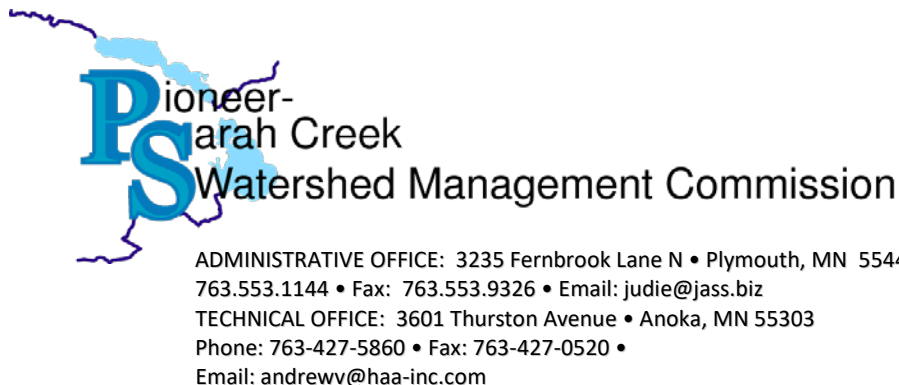 Pioneer-
Sarah Creek
Watershed Management Commission
ADMINISTRATIVE OFFICE: 3235 Fernbrook Lane N • Plymouth, MN 5544
763.553.1144 • Fax: 763.553.9326 • Email: judie@jass.biz
TECHNICAL OFFICE: 3601 Thurston Avenue • Anoka, MN 55303
Phone: 763-427-5860 • Fax: 763-427-0520 •
Email: andrewv@haa-inc.com